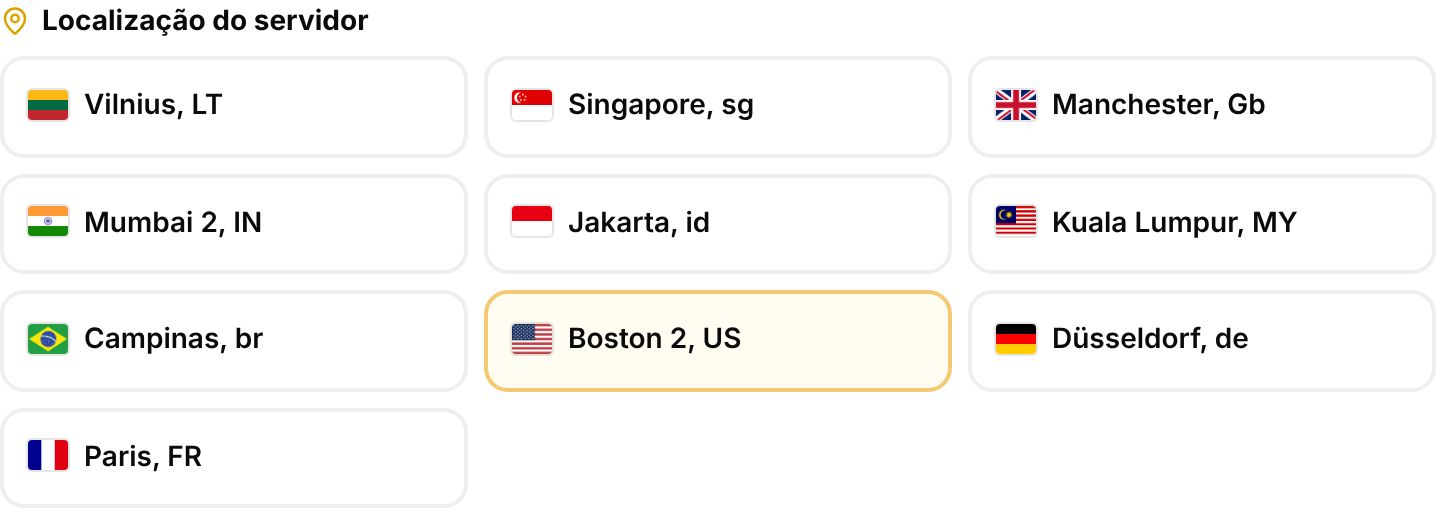 Localização do servidor
Vilnius, LT
Singapore, sg
Manchester, Gb
Mumbai 2, IN
Jakarta, id
Kuala Lumpur, MY
Campinas, br
Boston 2, US
Düsseldorf, de
Paris, FR